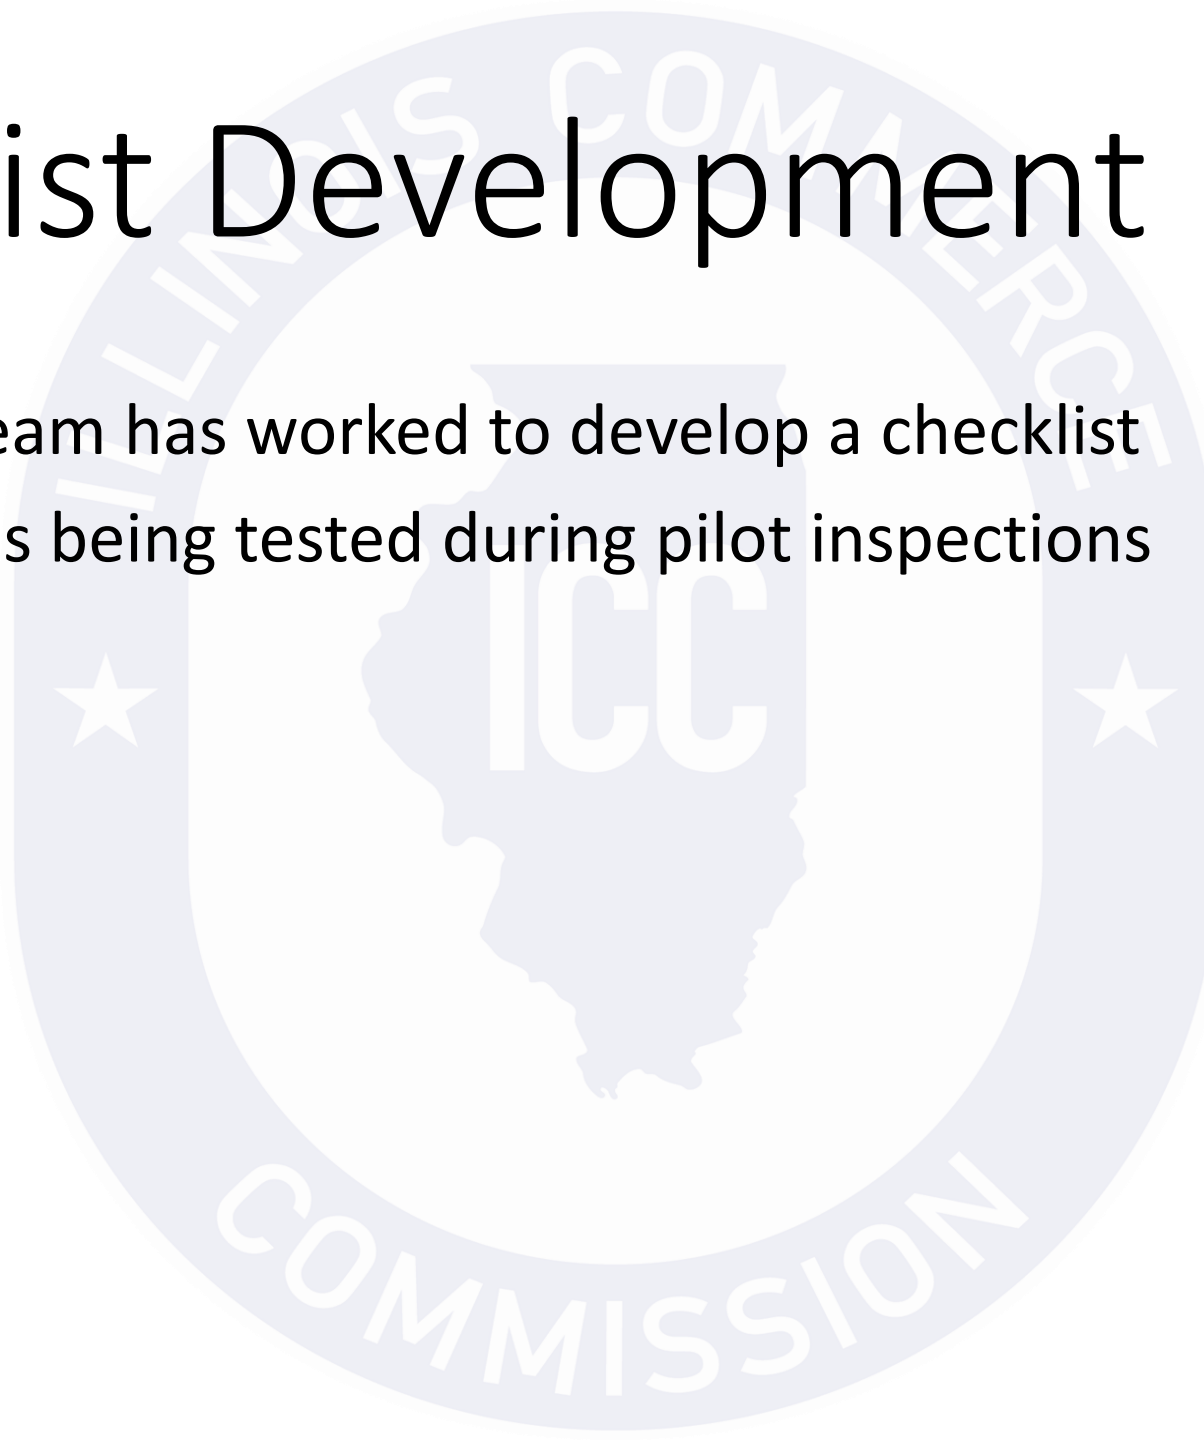 ist Development
eam has worked to develop a checklist
s being tested during pilot inspections
ILLINOIS COMMERCE
ICC
COMMISSION